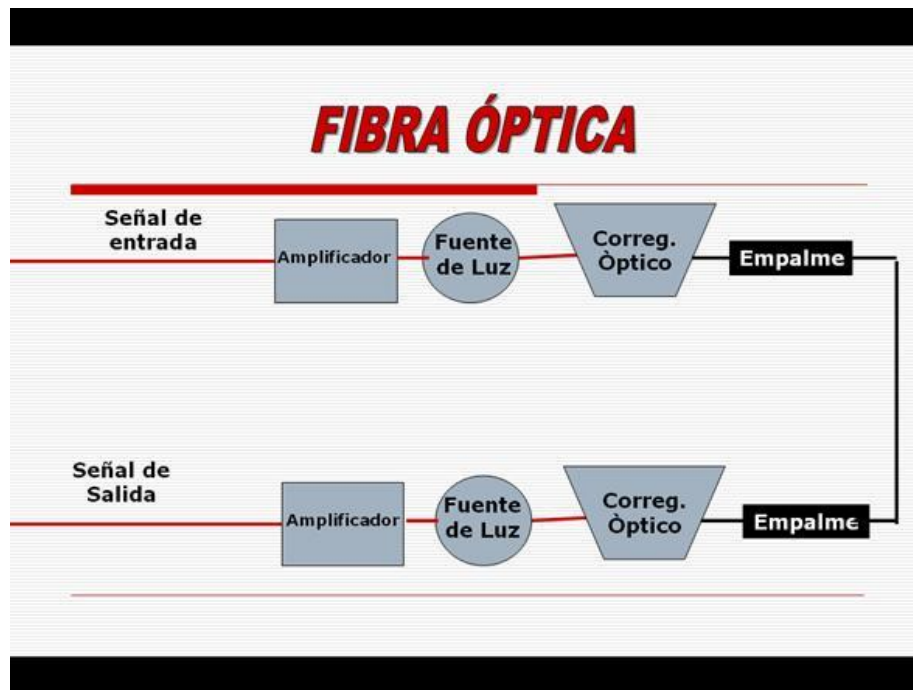 FIBRA ÓPTICA
Señal de
entrada
Amplificador
Fuente
de Luz
Correg.
Òptico
Empalme
Señal de
Salida
Amplificador
Fuente
de Luz
Correg.
Òptico
Empalme